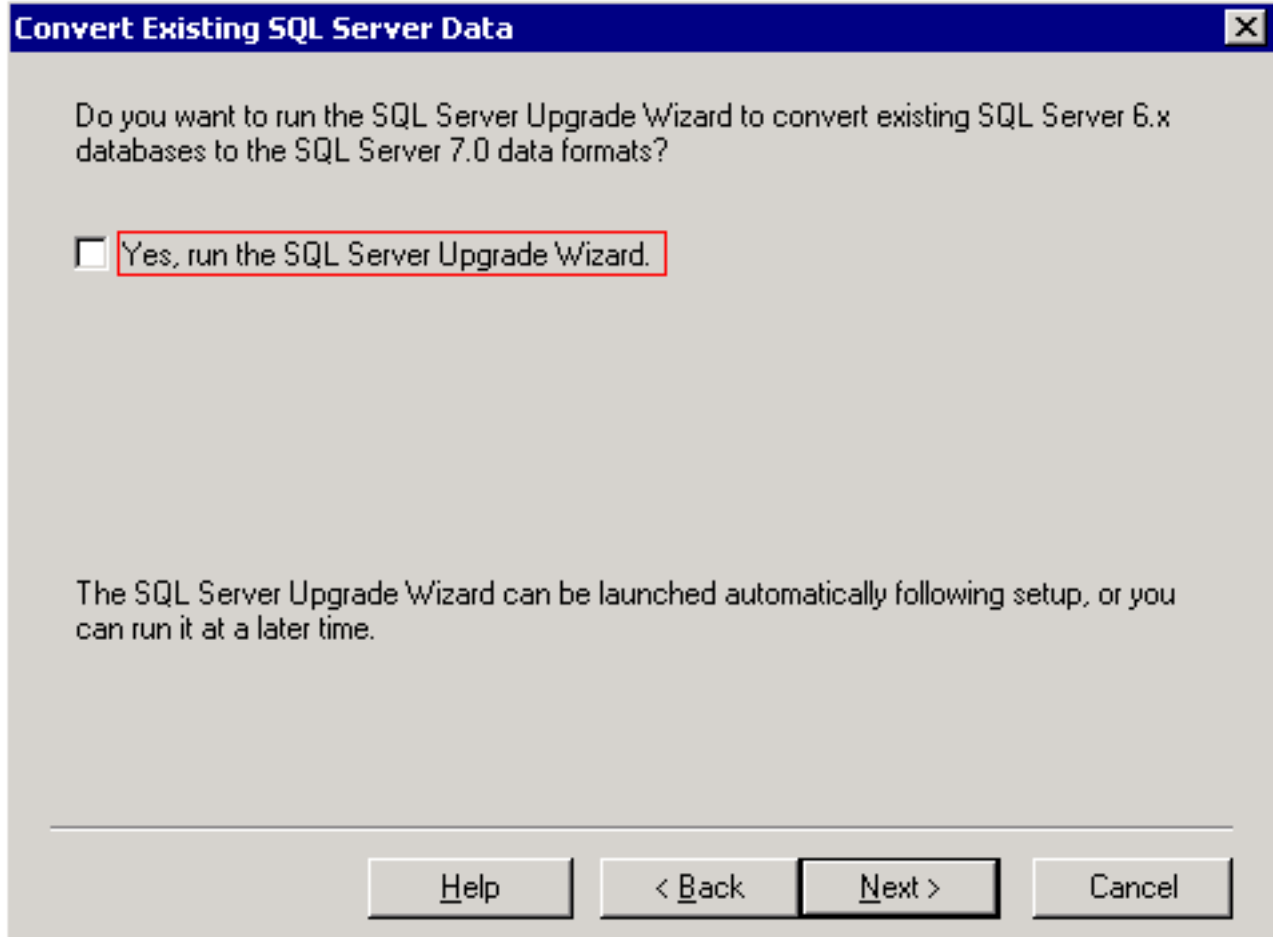 Convert Existing SQL Server Data
Do you want to run the SQL Server Upgrade Wizard to convert existing SQL Server 6.x
databases to the SQL Server 7.0 data formats?
Yes, run the SQL Server Upgrade Wizard.
The SQL Server Upgrade Wizard can be launched automatically following setup, or you
can run it at a later time.
Help
< Back
Next >
Cancel